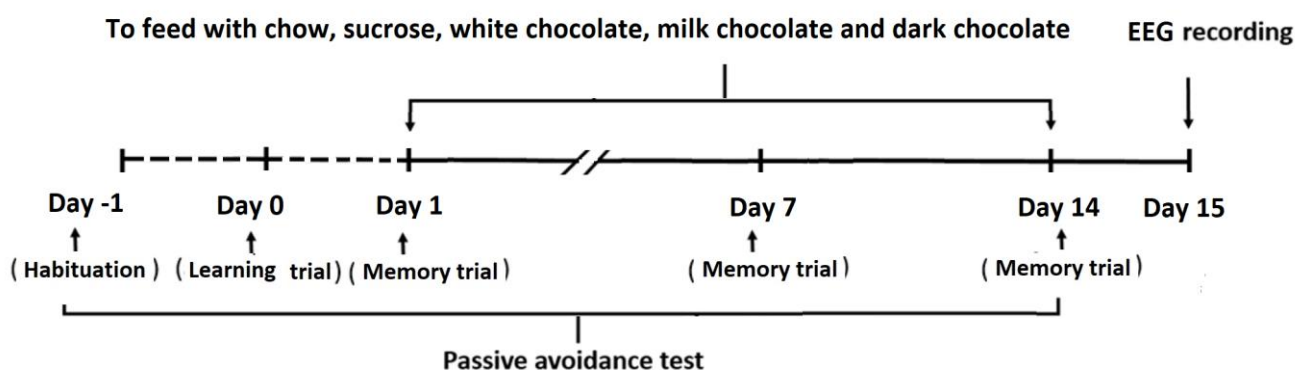 To feed with chow, sucrose, white chocolate, milk chocolate and dark chocolate EEG recording
Day -1 Day 0 Day 1 Day 7 Day 14 Day 15
( Habituation ) ( Learning trial) ( Memory trial ) ( Memory trial ) ( Memory trial )
Passive avoidance test